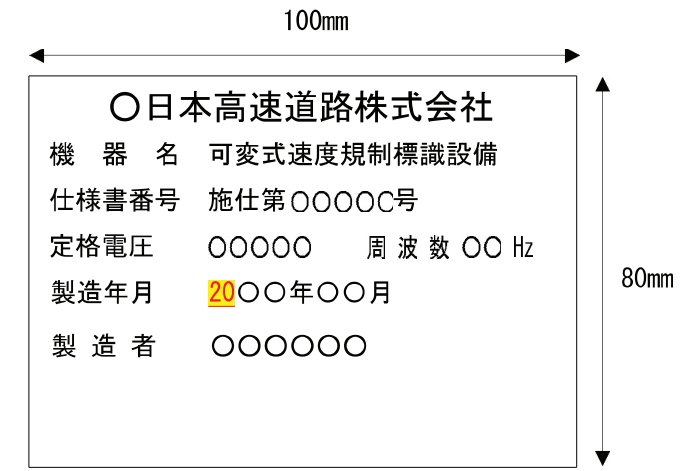 100mm
〇日本高速道路株式会社
機 器 名 可変式速度規制標識設備
仕様書番号 施仕第〇〇〇〇〇号
定格電圧 〇〇〇〇〇 周波数 〇〇 Hz
製造年月 20〇〇年〇〇月
80mm
製造者 〇〇〇〇〇〇